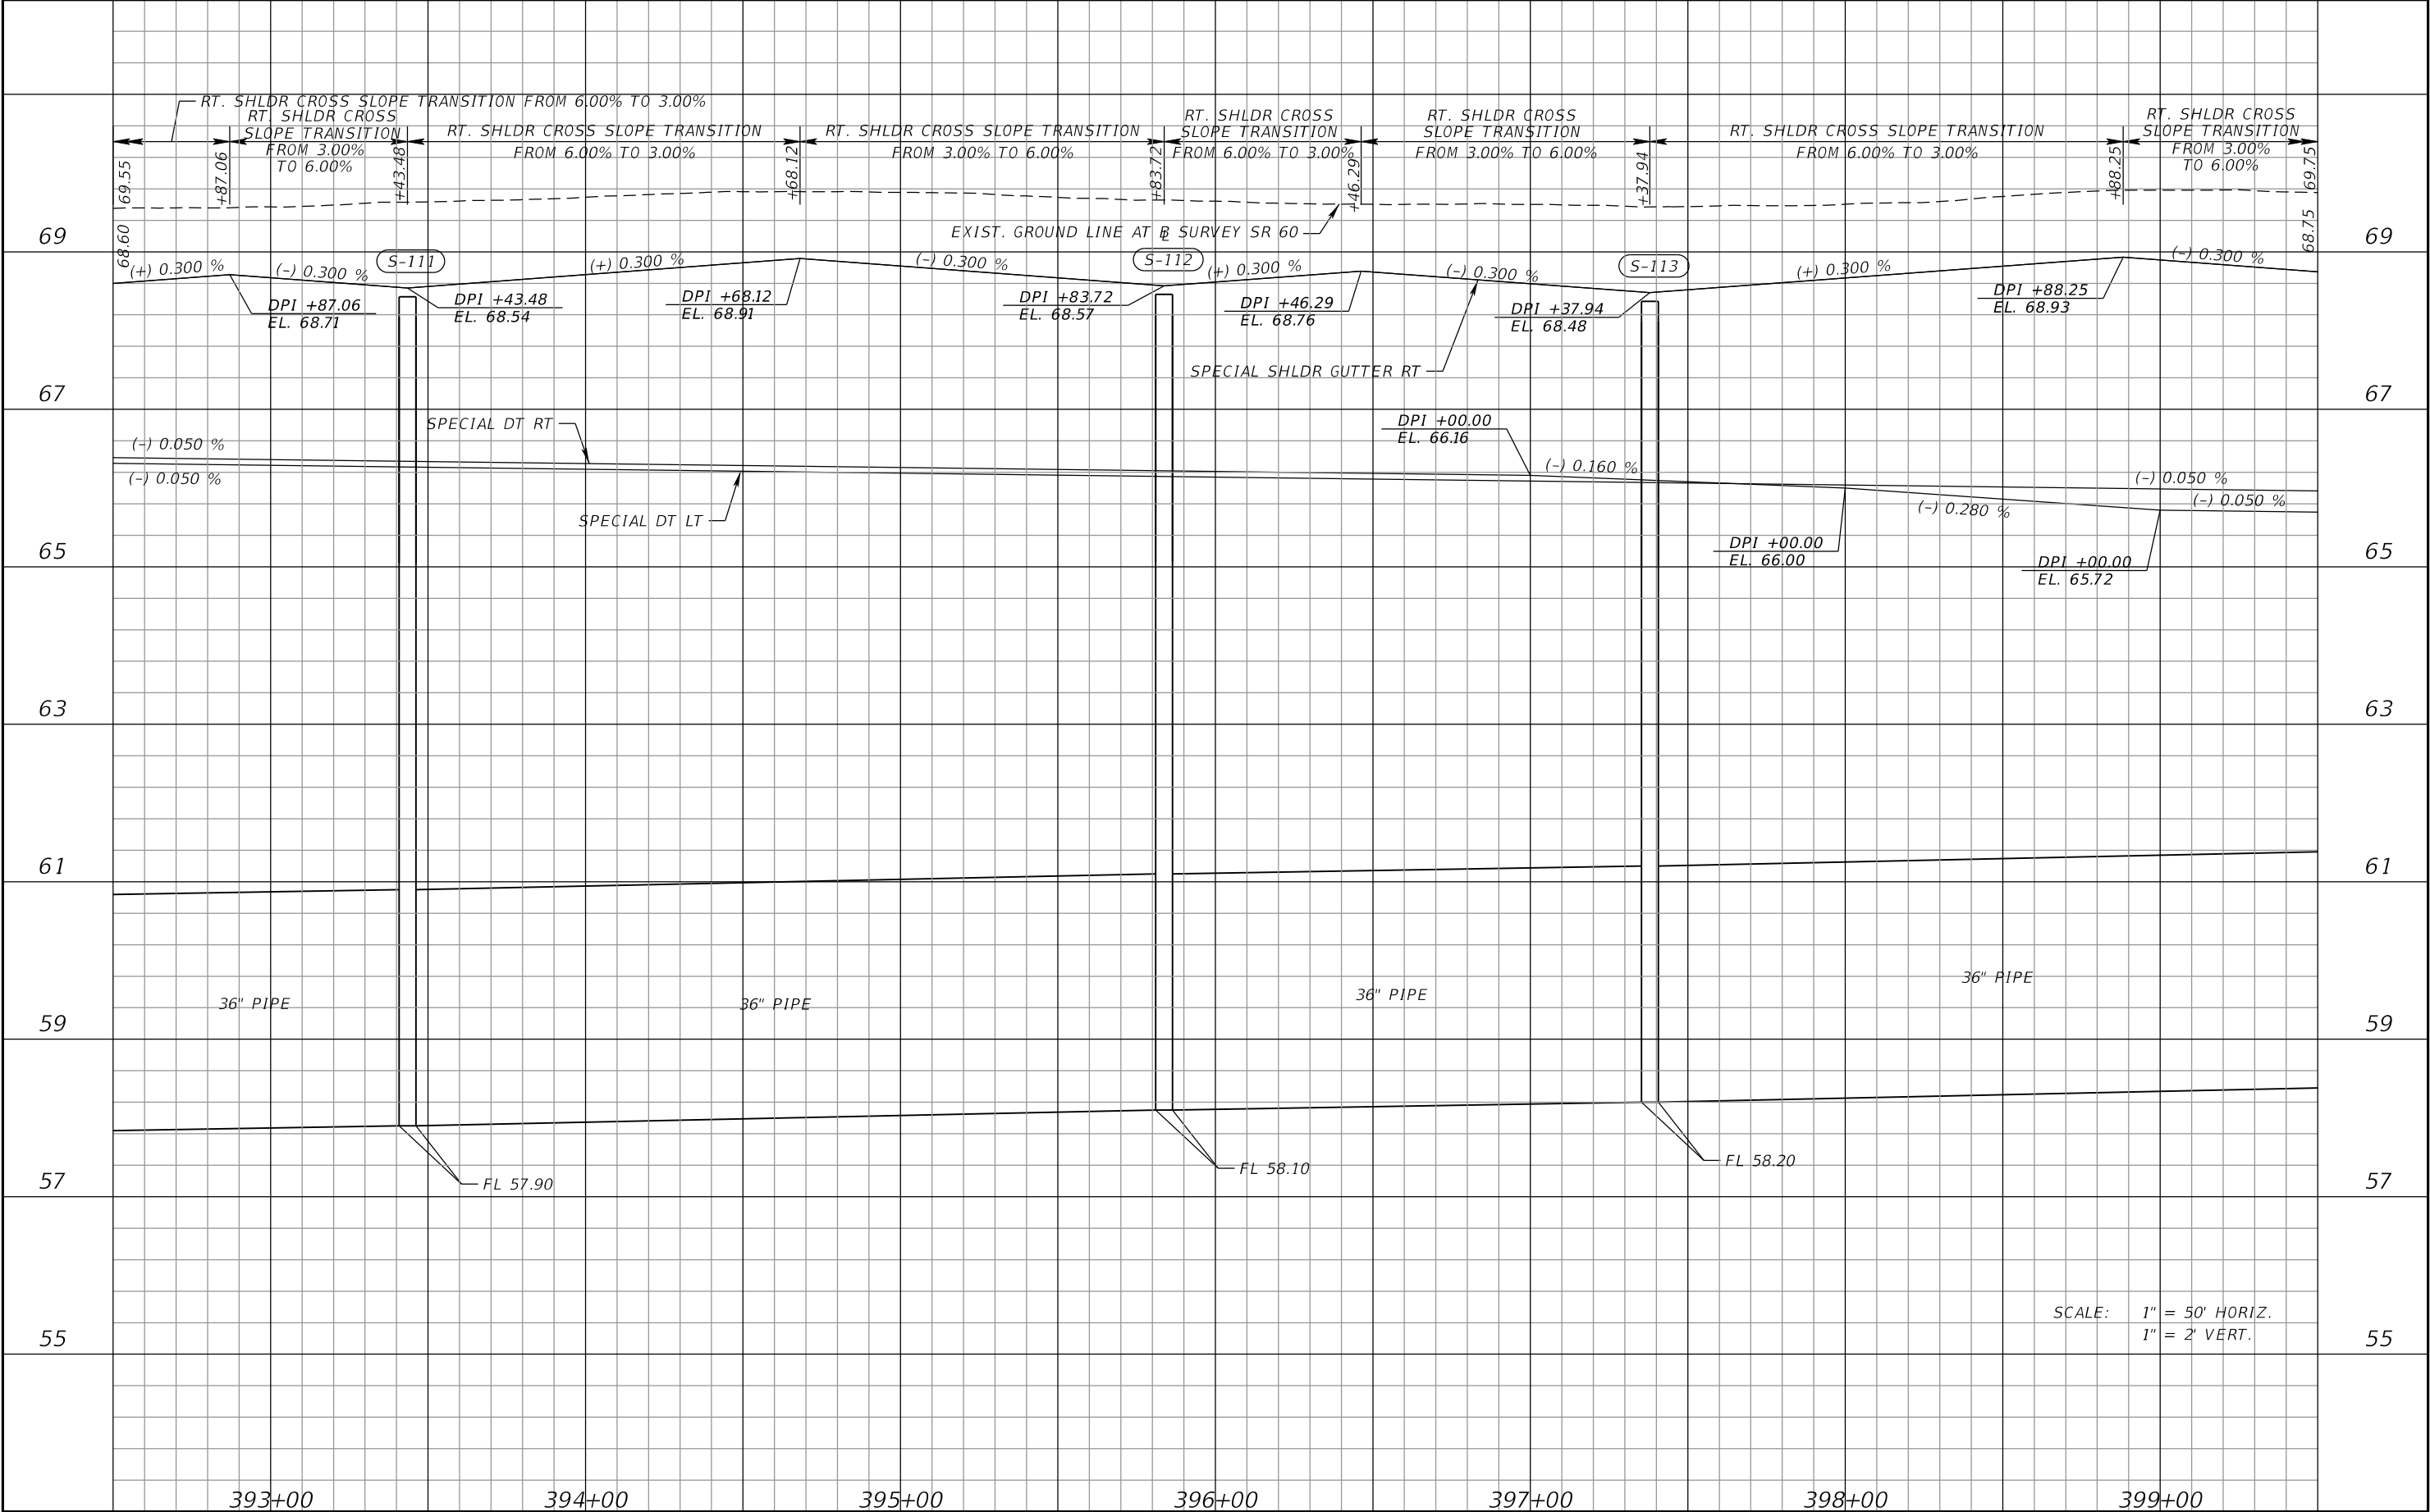 RT. SHLDR CROSS SLOPE TRANSITION FROM 6.00% TO 3.00%
RT. SHLDR CROSS
SLOPE TRANSITION
FROM 3.00%
TO 6.00%
RT. SHLDR CROSS SLOPE TRANSITION
FROM 6.00% TO 3.00%
RT. SHLDR CROSS SLOPE TRANSITION
FROM 3.00% TO 6.00%
RT. SHLDR CROSS
SLOPE TRANSITION
FROM 6.00% TO 3.00%
RT. SHLDR CROSS
SLOPE TRANSITION
FROM 3.00% TO 6.00%
RT. SHLDR CROSS SLOPE TRANSITION
FROM 6.00% TO 3.00%
RT. SHLDR CROSS
SLOPE TRANSITION
FROM 3.00%
TO 6.00%
69.55
+87.06
+43.48
+68.12
+83.72
+46.29
+37.94
+88.25
69.75
68.60
68.75
EXIST. GROUND LINE AT ℄ SURVEY SR 60
69
69
(+) 0.300 %
(-) 0.300 %
S-111
(+) 0.300 %
(-) 0.300 %
S-112
(+) 0.300 %
(-) 0.300 %
S-113
(+) 0.300 %
(-) 0.300 %
DPI +87.06
EL. 68.71
DPI +43.48
EL. 68.54
DPI +68.12
EL. 68.91
DPI +83.72
EL. 68.57
DPI +46.29
EL. 68.76
DPI +37.94
EL. 68.48
DPI +88.25
EL. 68.93
SPECIAL SHLDR GUTTER RT
67
67
SPECIAL DT RT
DPI +00.00
EL. 66.16
(-) 0.050 %
(-) 0.050 %
(-) 0.160 %
(-) 0.050 %
(-) 0.050 %
(-) 0.280 %
SPECIAL DT LT
65
65
DPI +00.00
EL. 66.00
DPI +00.00
EL. 65.72
63
63
61
61
36" PIPE
36" PIPE
36" PIPE
36" PIPE
59
59
FL 57.90
FL 58.10
FL 58.20
57
57
SCALE: 1" = 50' HORIZ.
1" = 2' VERT.
55
55
393+00
394+00
395+00
396+00
397+00
398+00
399+00